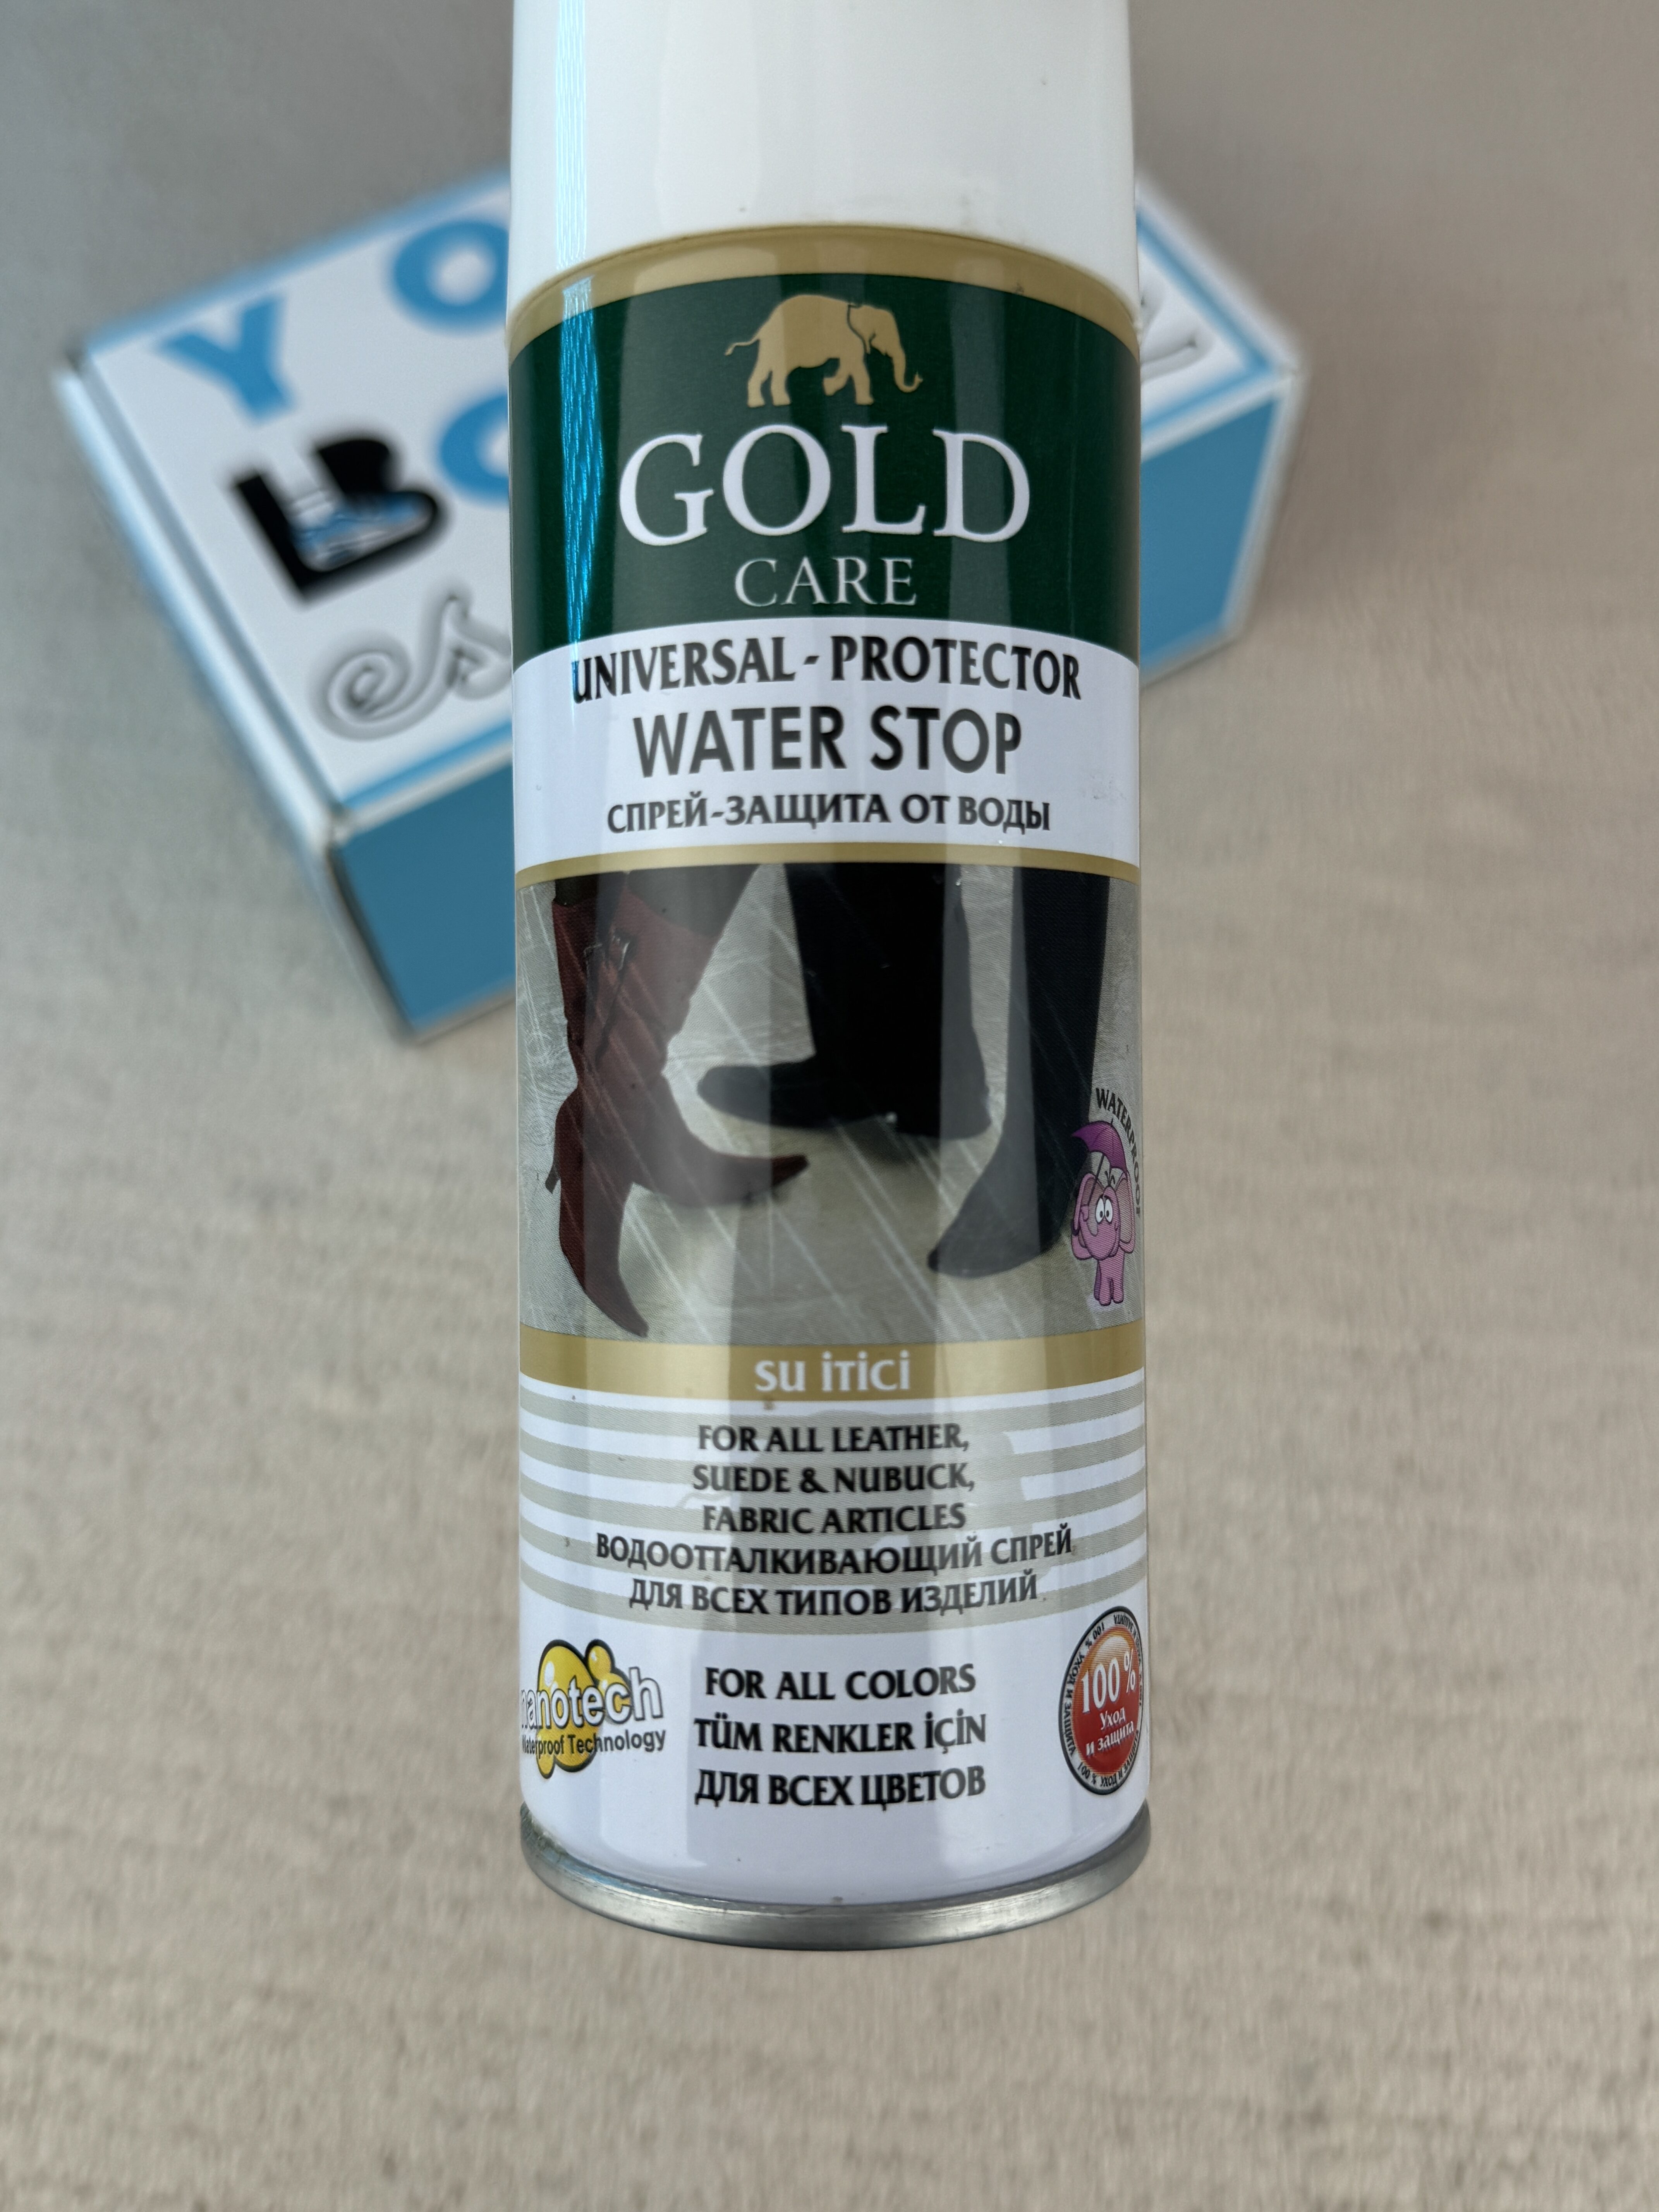 GOLD
CARE
UNIVERSAL - PROTECTOR
WATER STOP
СПРЕЙ-ЗАЩИТА ОТ ВОДЫ
WATERPROOF
su itici
FOR ALL LEATHER,
SUEDE & NUBUCK,
FABRIC ARTICLES
ВОДООТТАЛКИВАЮЩИЙ СПРЕЙ
ДЛЯ ВСЕХ ТИПОВ ИЗДЕЛИЙ
nanotech
Waterproof Technology
FOR ALL COLORS
TÜM RENKLER İÇİN
ДЛЯ ВСЕХ ЦВЕТОВ
100 %
Уход
и защита